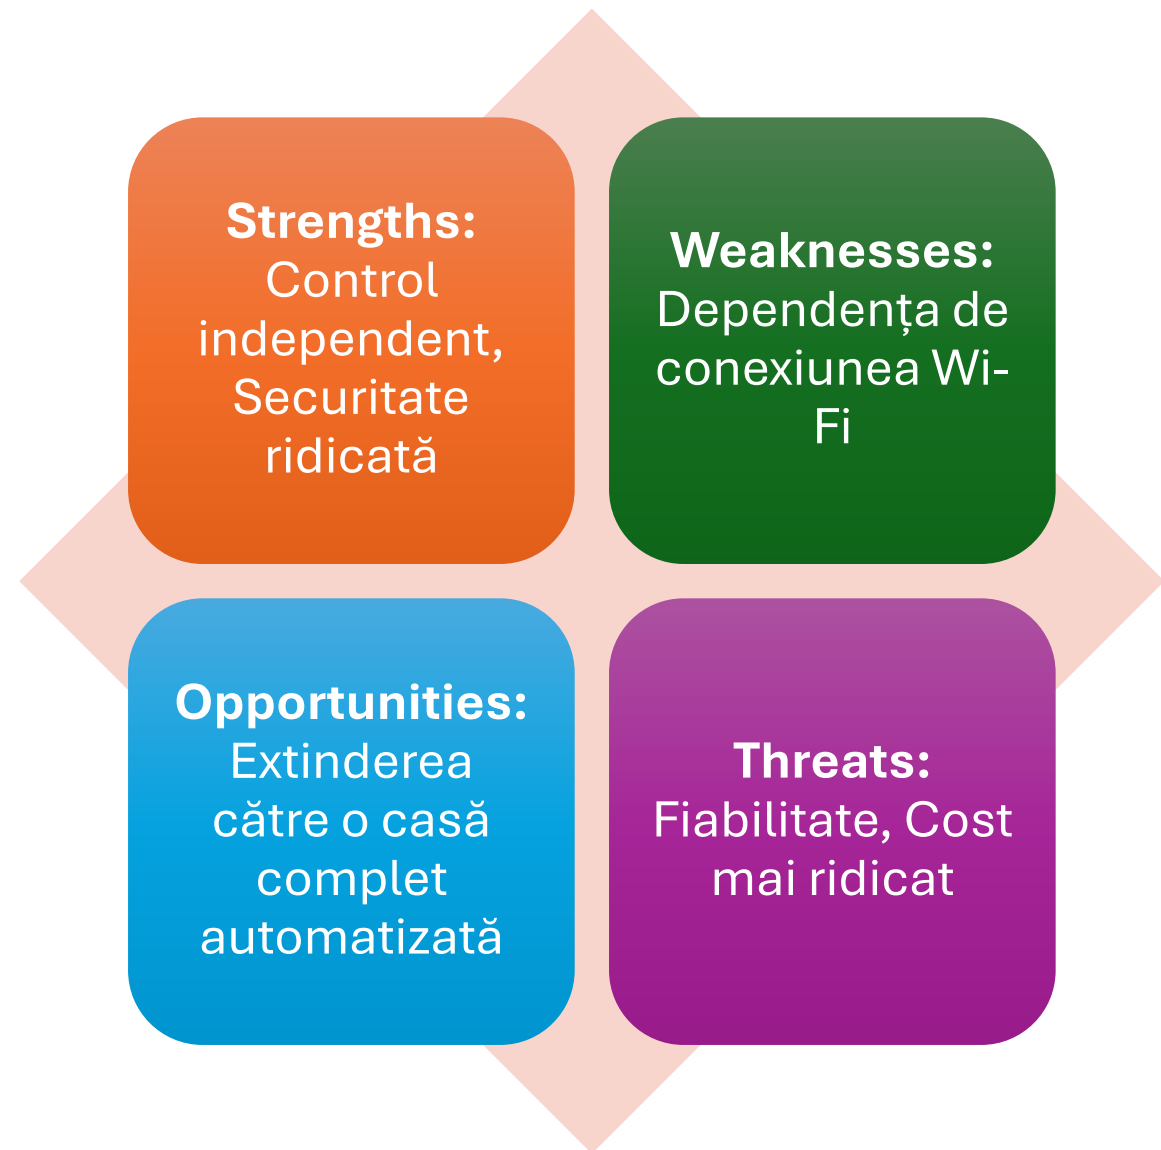 Strengths:
Control
independent,
Securitate
ridicată
Weaknesses:
Dependența de
conexiunea Wi-
Fi
Opportunities:
Extinderea
către o casă
complet
automatizată
Threats:
Fiabilitate, Cost
mai ridicat